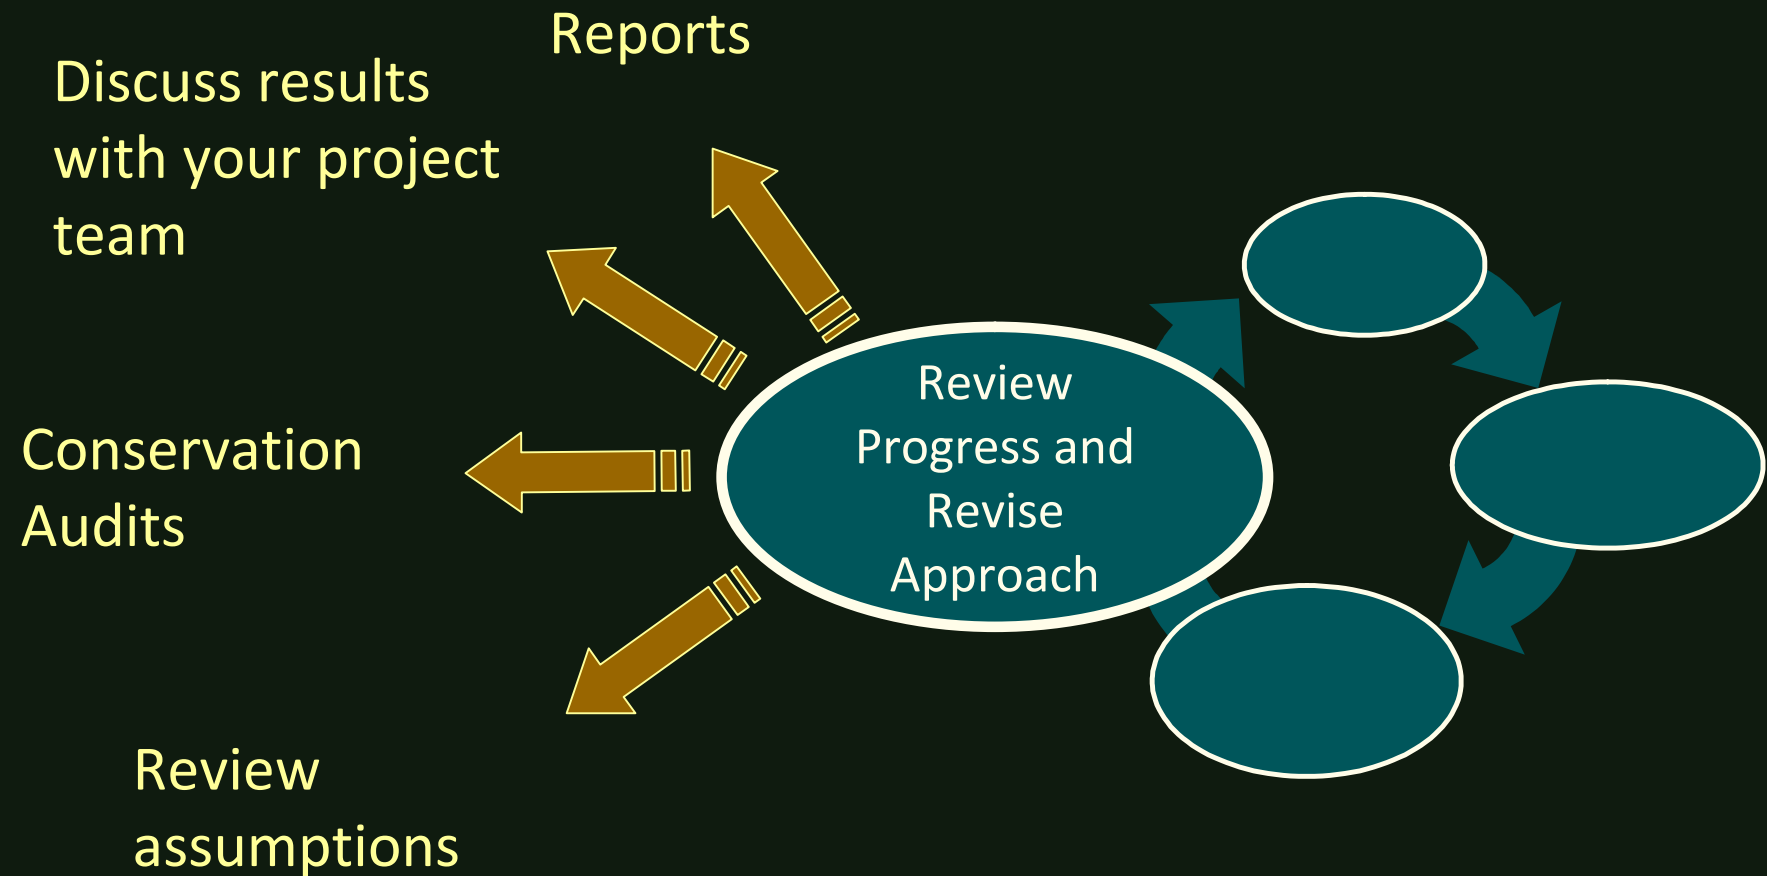 Reports
Discuss results
with your project
team
Conservation
Audits
Review
assumptions
Review
Progress and
Revise
Approach